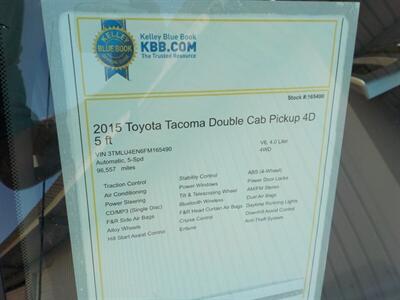 KELLEY
BLUE BOOK
Kelley Blue Book
KBB.COM
The Trusted Resource
Stock #:165490
2015 Toyota Tacoma Double Cab Pickup 4D
5 ft
VIN 3TMLU4EN6FM165490
Automatic, 5-Spd
96,557 miles
V6, 4.0 Liter
4WD
Traction Control
Air Conditioning
Power Steering
CD/MP3 (Single Disc)
F&R Side Air Bags
Alloy Wheels
Hill Start Assist Control
Stability Control
Power Windows
Tilt & Telescoping Wheel
Bluetooth Wireless
F&R Head Curtain Air Bags
Cruise Control
Entune
ABS (4-Wheel)
Power Door Locks
AM/FM Stereo
Dual Air Bags
Daytime Running Lights
Downhill Assist Control
Anti-Theft System